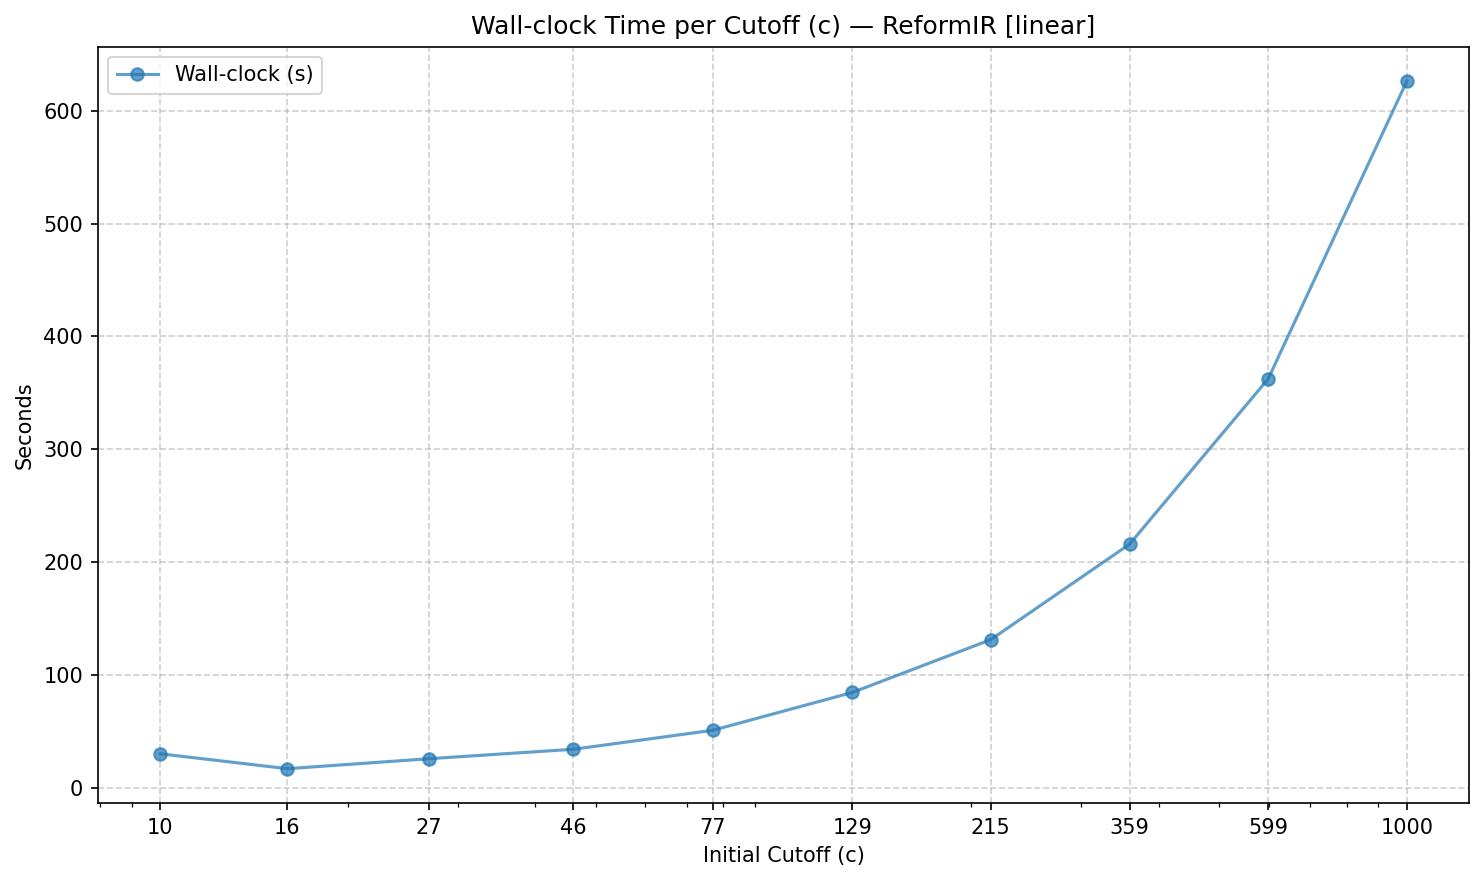 Wall-clock Time per Cutoff (c) — ReformIR [linear]
Wall-clock (s)
600
500
400
300
200
100
0
Seconds
10 16 27 46 77 129 215 359 599 1000
Initial Cutoff (c)